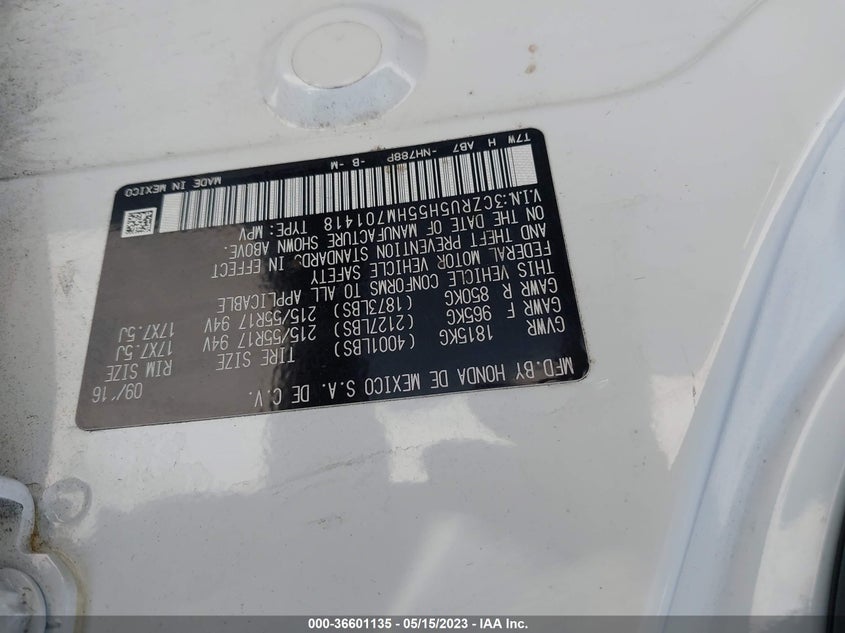 MFD.BY HONDA DE MEXICO S.A. DE C.V. 09/'16
GVWR 1815KG (4001LBS) TIRE SIZE RIM SIZE
GAWR F 965KG (2127LBS) 215/55R17 94V 17X7.5J
GAWR R 850KG (1873LBS) 215/55R17 94V 17X7.5J
THIS VEHICLE CONFORMS TO ALL APPLICABLE
FEDERAL MOTOR VEHICLE SAFETY
AND THEFT PREVENTION STANDARDS IN EFFECT
ON THE DATE OF MANUFACTURE SHOWN ABOVE.
V.I.N:3CZRU5H55HM701418 TYPE:MPV
T7W H AB7 -NH788P -B -M MADE IN MEXICO
000-36601135 - 05/15/2023 - IAA Inc.